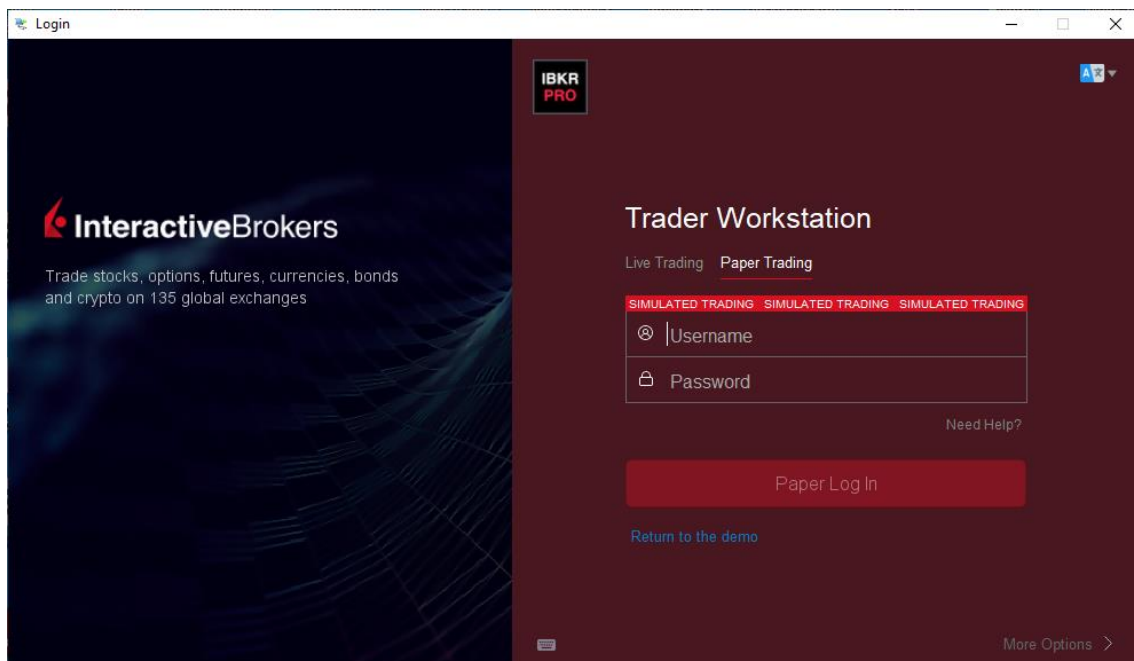 Login
InteractiveBrokers
Trade stocks, options, futures, currencies, bonds
and crypto on 135 global exchanges
IBKR
PRO
A 文
Trader Workstation
Live Trading Paper Trading
SIMULATED TRADING SIMULATED TRADING SIMULATED TRADING
Username
Password
Need Help?
Paper Log In
Return to the demo
More Options